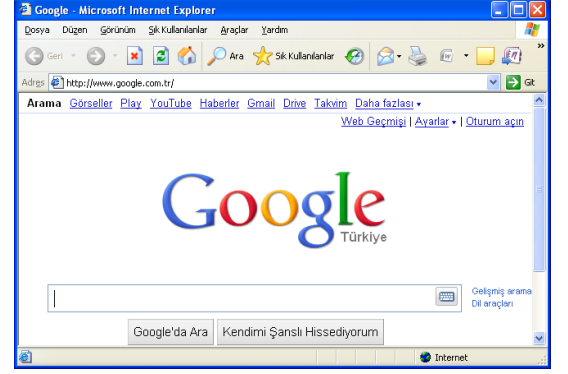 Google - Microsoft Internet Explorer
Dosya Düzen Görünüm Sık Kullanılanlar Araçlar Yardım
Geri Ara Sık Kullanılanlar »
Adres http://www.google.com.tr/ Git
Arama Görseller Play YouTube Haberler Gmail Drive Takvim Daha fazlası
Web Geçmişi | Ayarlar | Oturum açın
Google
Türkiye
Gelişmiş arama
Dil araçları
Google'da Ara Kendimi Şanslı Hissediyorum
Internet